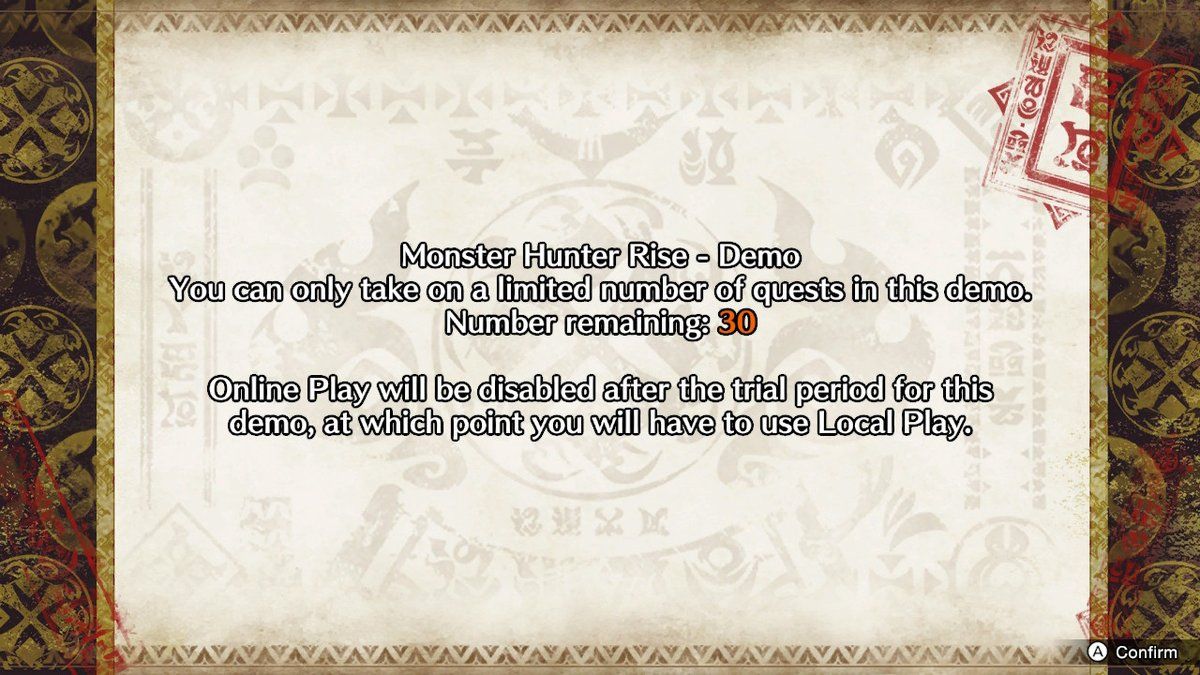 Monster Hunter Rise - Demo
You can only take on a limited number of quests in this demo.
Number remaining: 30
Online Play will be disabled after the trial period for this
demo, at which point you will have to use Local Play.
A Confirm